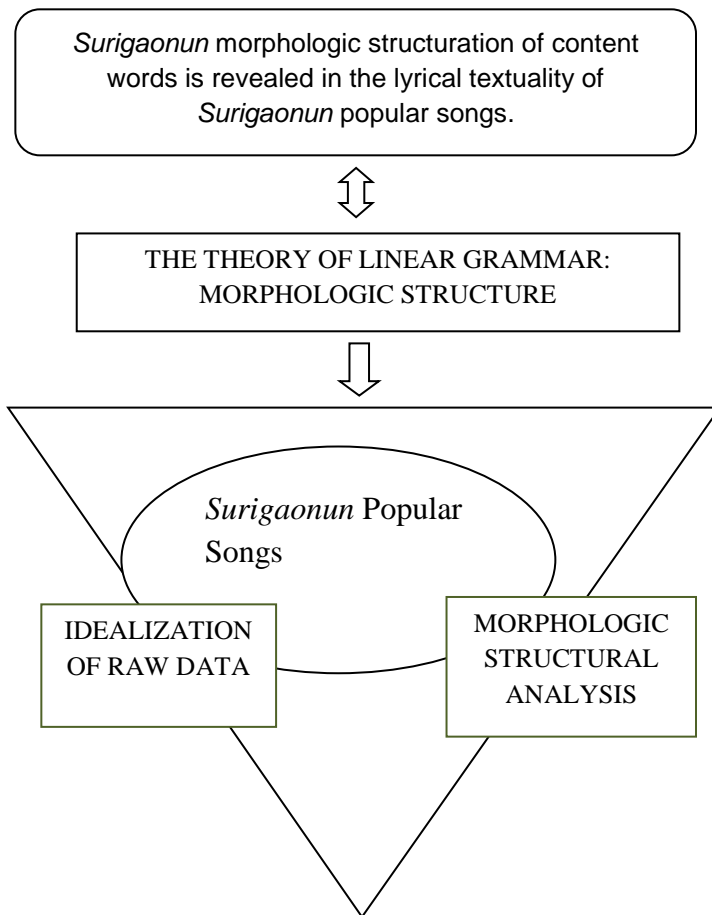 Surigaonun morphologic structuration of content
words is revealed in the lyrical textuality of
Surigaonun popular songs.
THE THEORY OF LINEAR GRAMMAR:
MORPHOLOGIC STRUCTURE
Surigaonun Popular
Songs
IDEALIZATION
OF RAW DATA
MORPHOLOGIC
STRUCTURAL
ANALYSIS